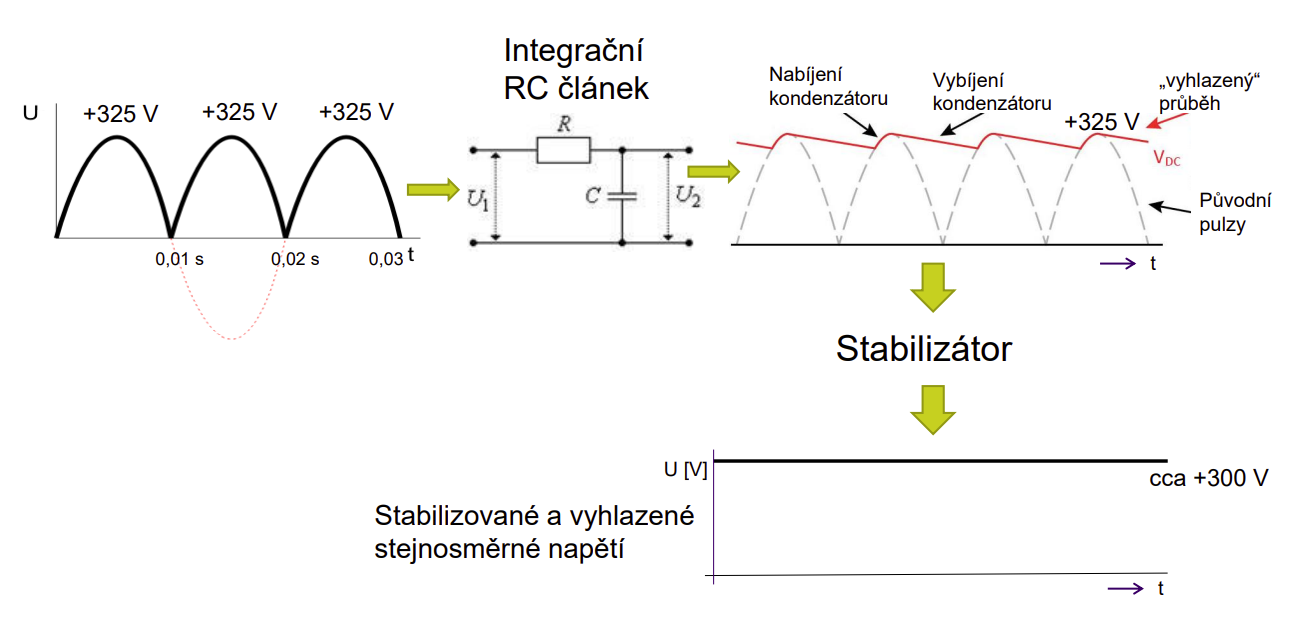 Integrační
RC článek
U
+325 V
+325 V
+325 V
0,01 s
0,02 s
0,03
t
R
U1
C
U2
Nabíjení
kondenzátoru
Vybíjení
kondenzátoru
„vyhlazený“
průběh
+325 V
VDC
Původní
pulzy
t
Stabilizátor
U [V]
cca +300 V
Stabilizované a vyhlazené
stejnosměrné napětí
t